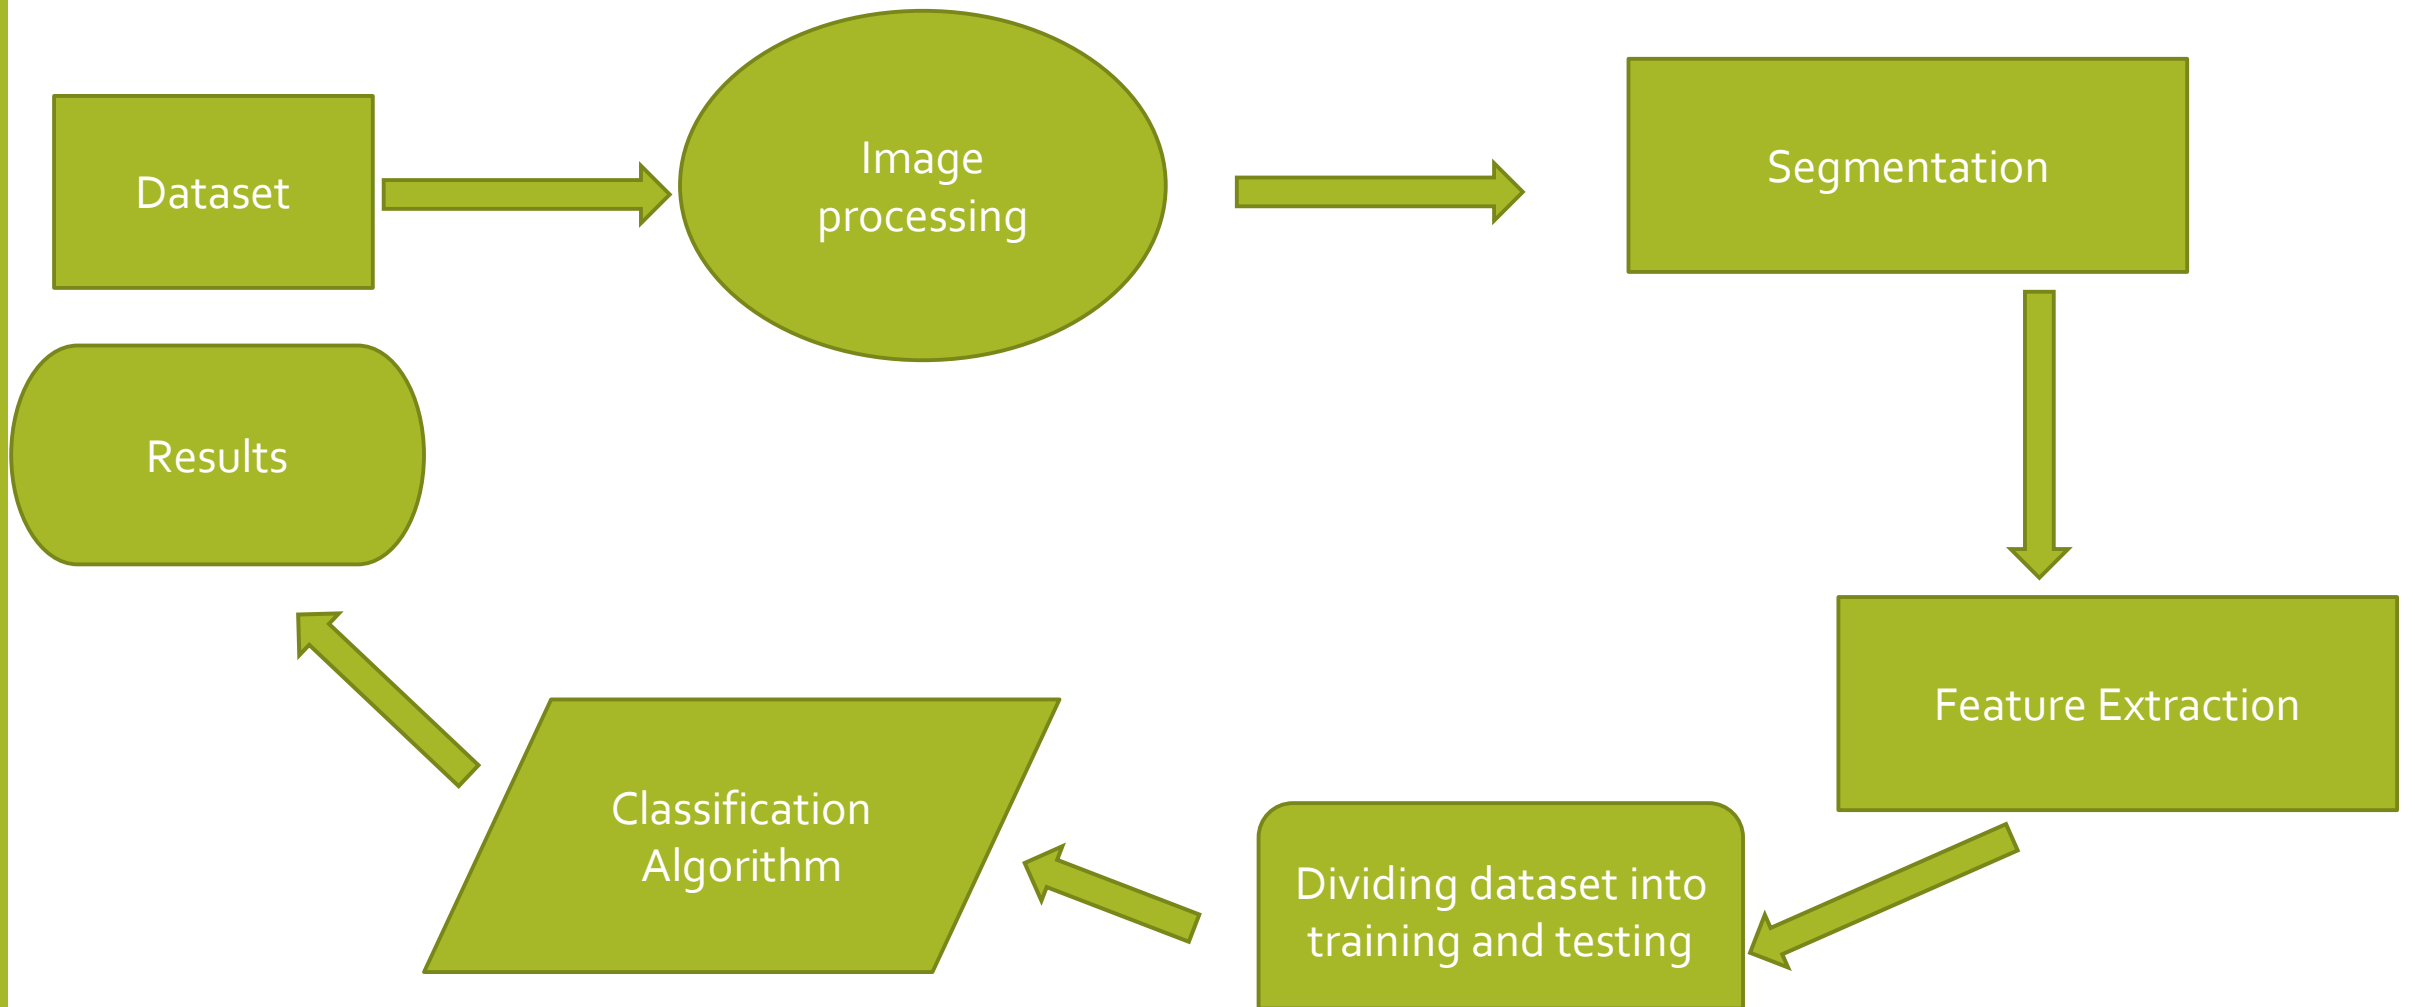 Dataset
Image
processing
Segmentation
Results
Feature Extraction
Classification
Algorithm
Dividing dataset into
training and testing